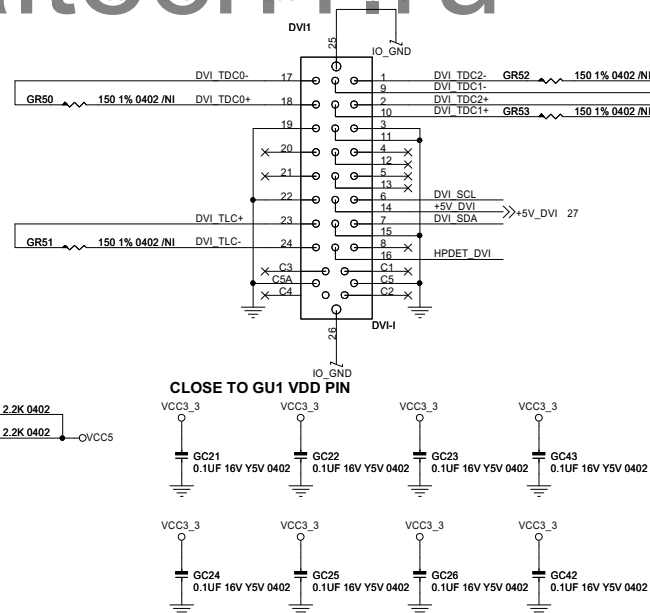 DVI1
25
IO_GND
DVI_TDC0- 17 1 DVI_TDC2- GR52 150 1% 0402 /NI
9 DVI_TDC1-
GR50 150 1% 0402 /NI DVI_TDC0+ 18 2 DVI_TDC2+
10 DVI_TDC1+ GR53 150 1% 0402 /NI
19 3
11
20 4
12
21 5
13
22 6 DVI_SCL
14 +5V_DVI +5V_DVI 27
DVI_TLC+ 23 7 DVI_SDA
15
GR51 150 1% 0402 /NI DVI_TLC- 24 8
16 HPDET_DVI
C3 C1
C5A C5
C4 C2
DVI-I
26
IO_GND
CLOSE TO GU1 VDD PIN
2.2K 0402
2.2K 0402 VCC5
VCC3_3 VCC3_3 VCC3_3 VCC3_3
GC21 GC22 GC23 GC43
0.1UF 16V Y5V 0402 0.1UF 16V Y5V 0402 0.1UF 16V Y5V 0402 0.1UF 16V Y5V 0402
VCC3_3 VCC3_3 VCC3_3 VCC3_3
GC24 GC25 GC26 GC42
0.1UF 16V Y5V 0402 0.1UF 16V Y5V 0402 0.1UF 16V Y5V 0402 0.1UF 16V Y5V 0402